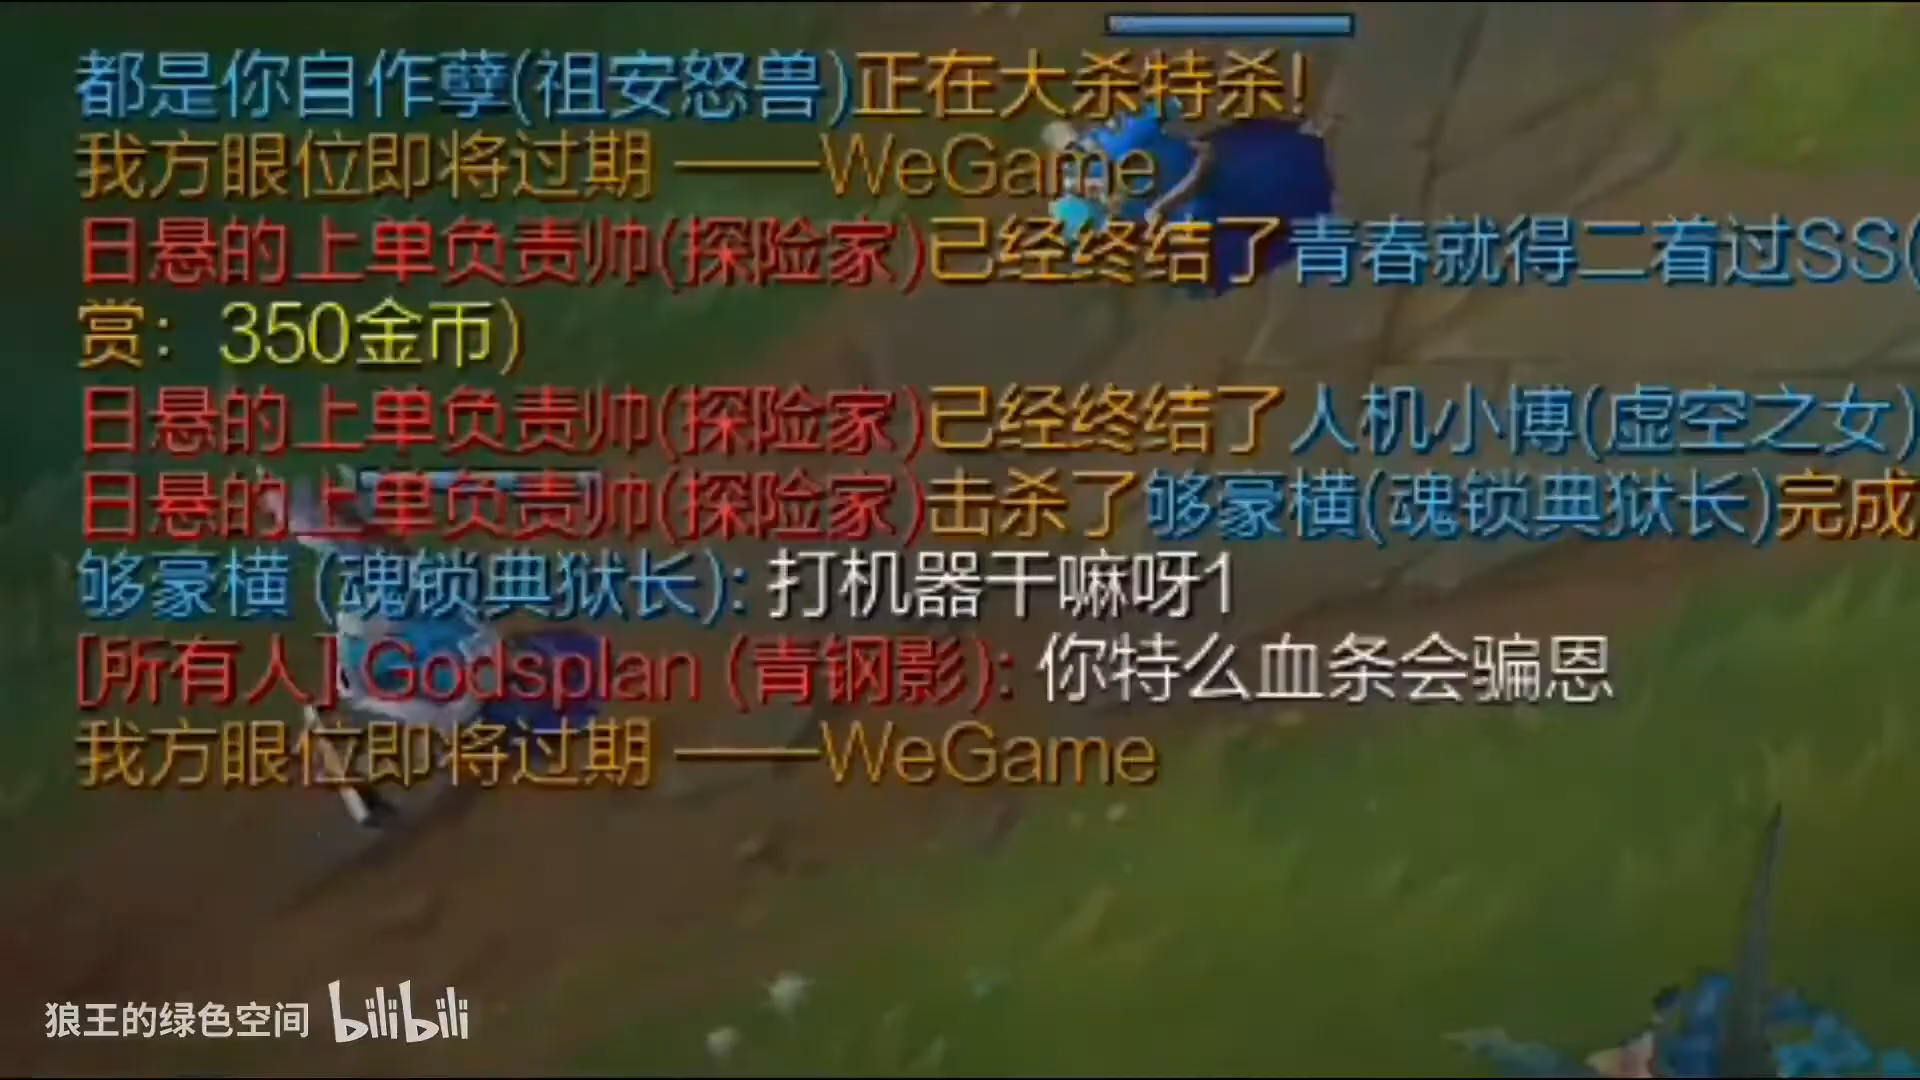 都是你自作孽(祖安怒兽)正在大杀特杀!
我方眼位即将过期 ——WeGame
日悬的上单负责帅(探险家)已经终结了青春就得二着过SS(
赏：350金币)
日悬的上单负责帅(探险家)已经终结了人机小博(虚空之女)
日悬的上单负责帅(探险家)击杀了够豪横(魂锁典狱长)完成
够豪横 (魂锁典狱长): 打机器干嘛呀1
[所有人] Godsplan (青钢影): 你特么血条会骗恩
我方眼位即将过期 ——WeGame
狼王的绿色空间 bilibili